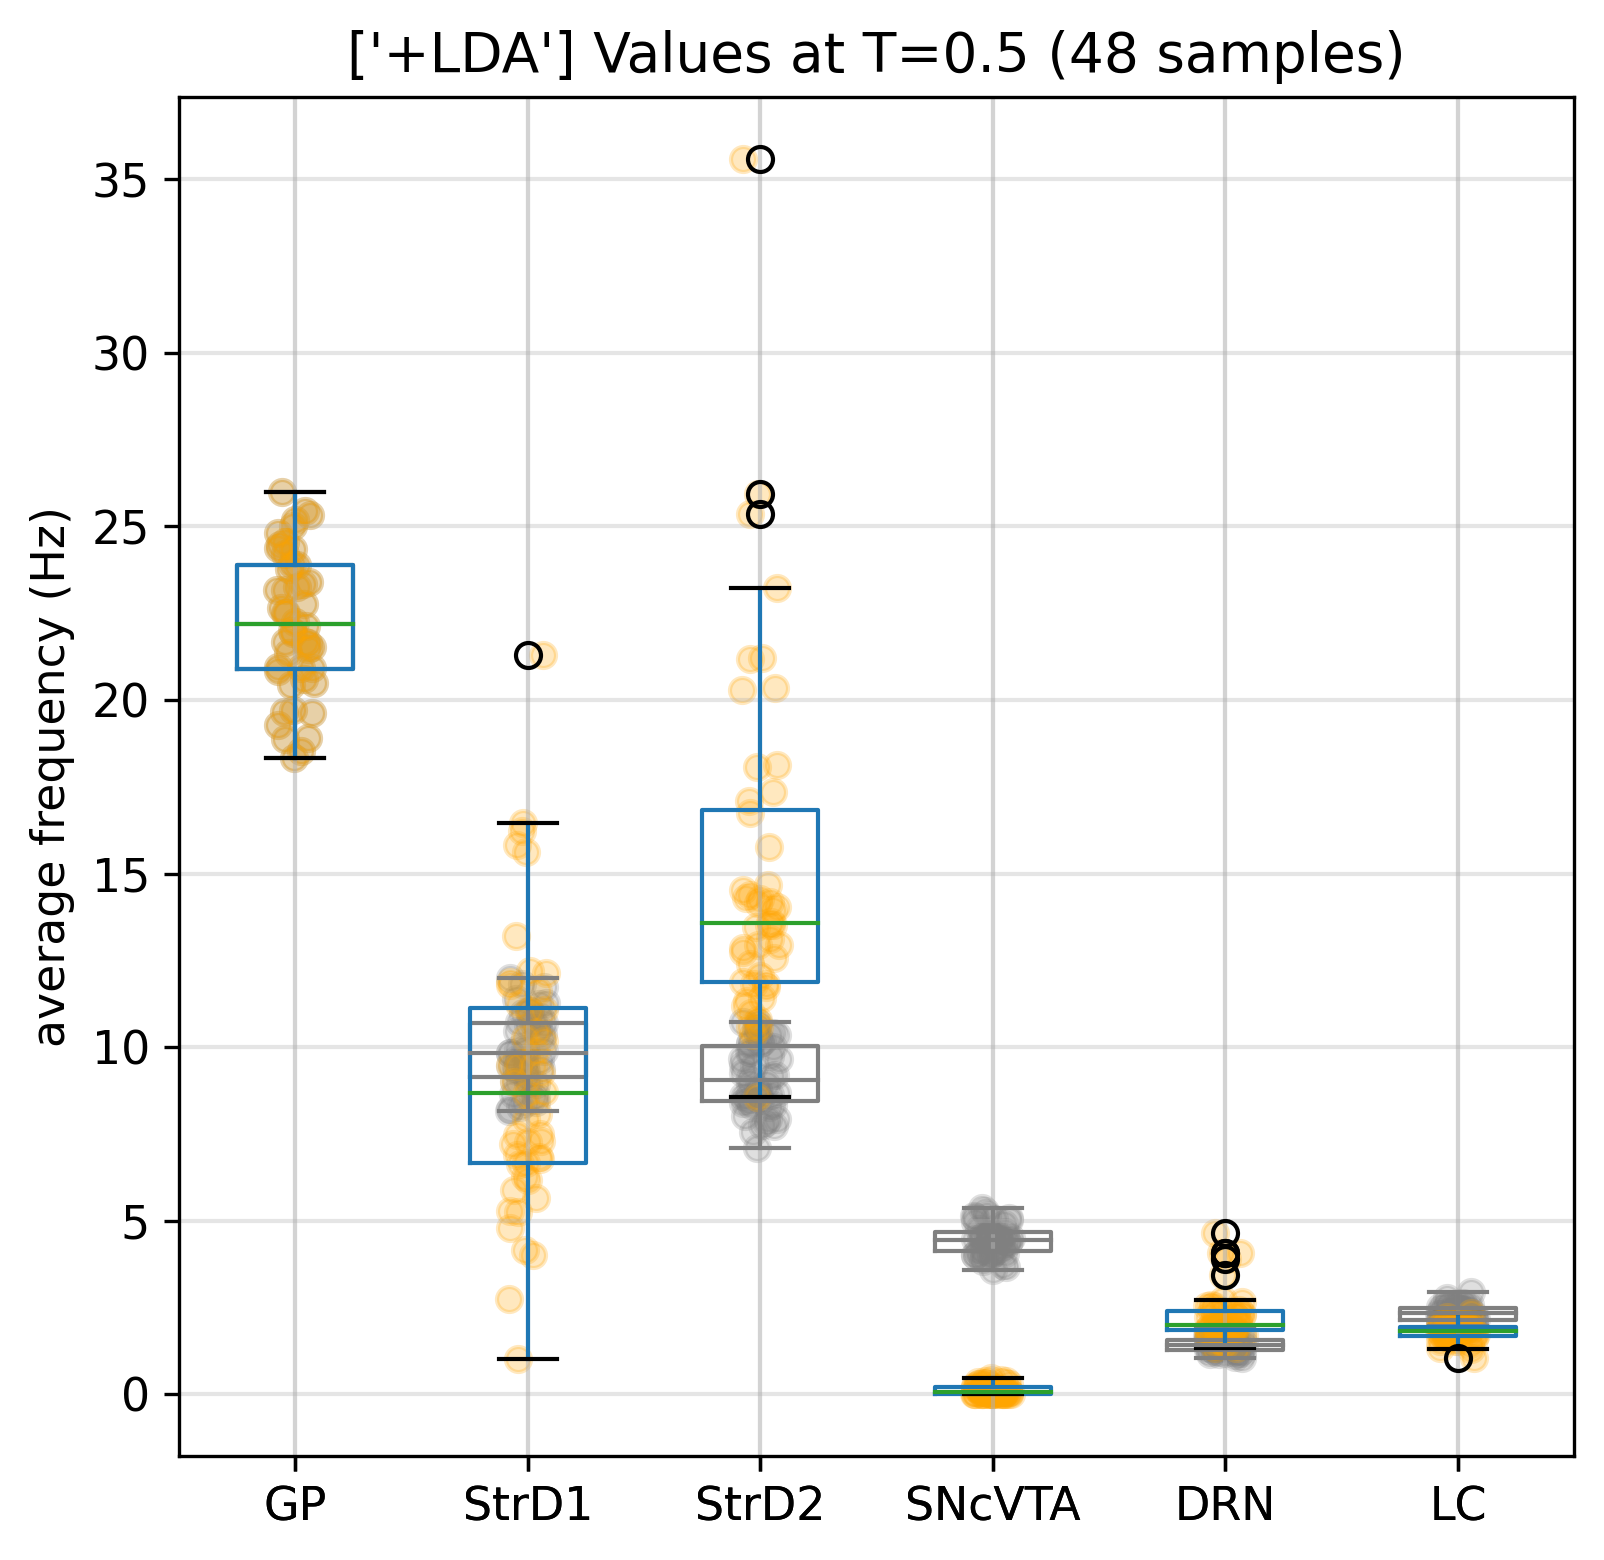 ['+LDA'] Values at T=0.5 (48 samples)
average frequency (Hz)
35
30
25
20
15
10
5
0
GP StrD1 StrD2 SNcVTA DRN LC